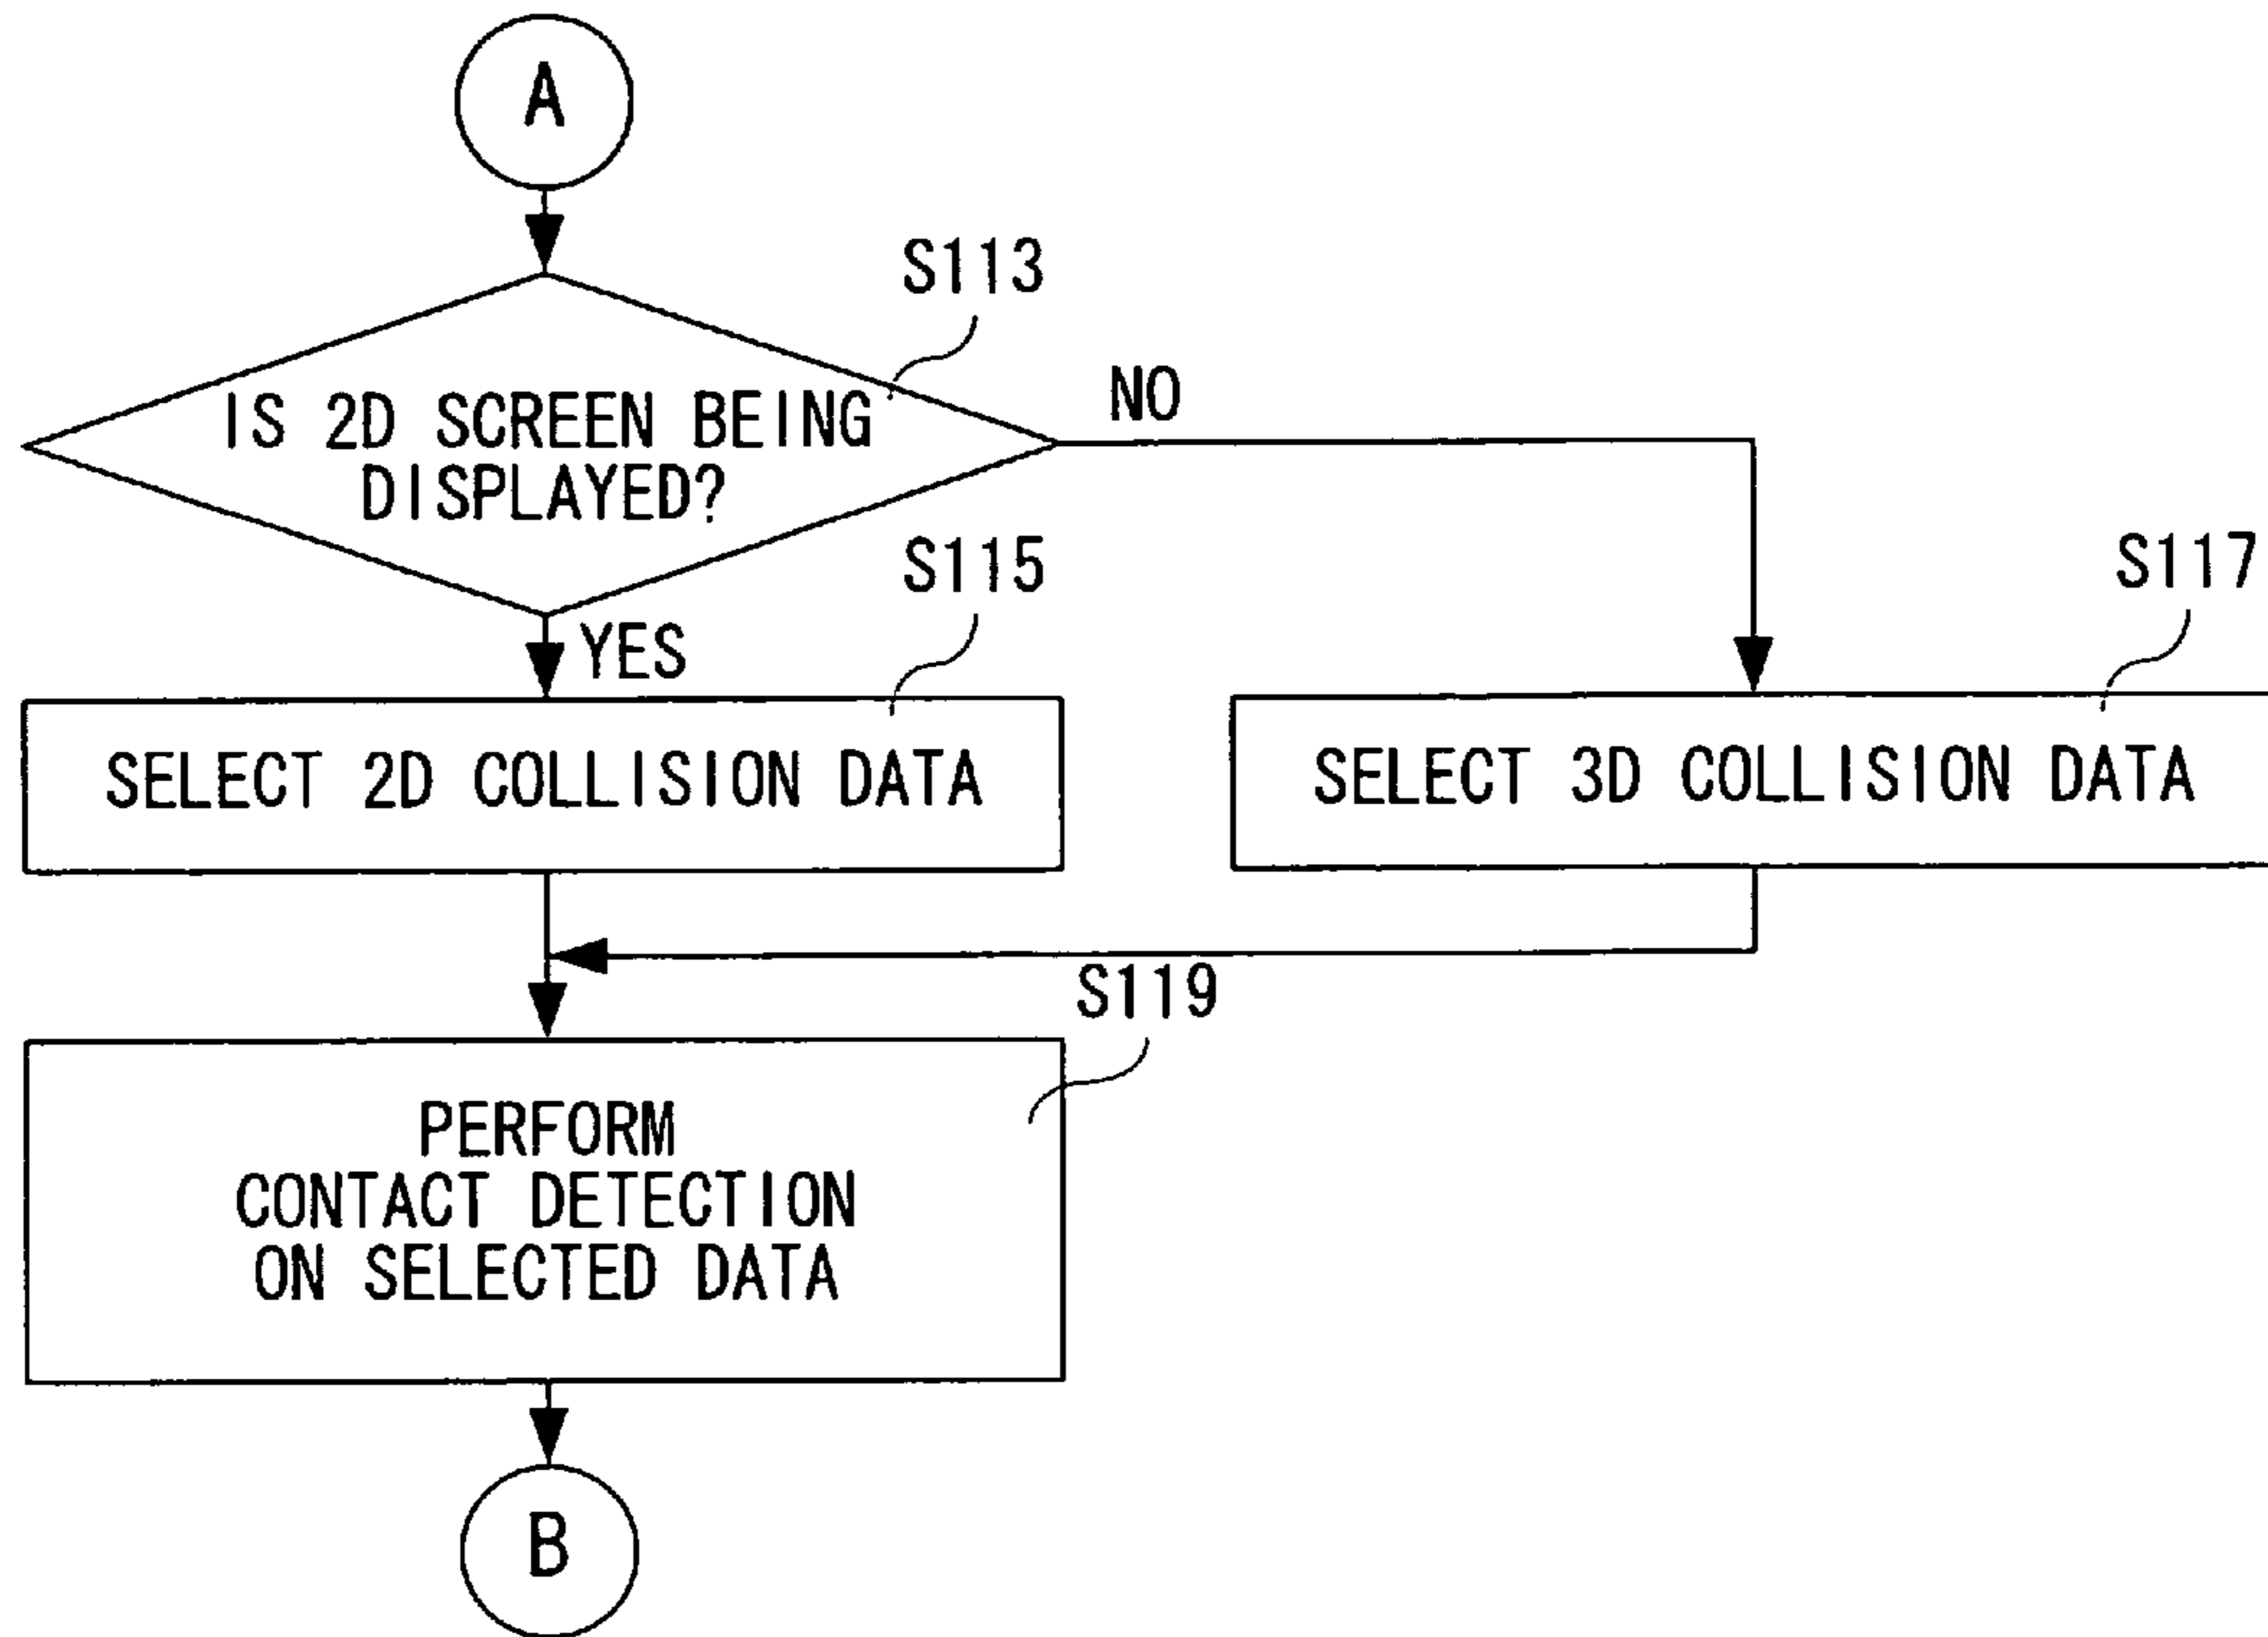 A
S113
IS 2D SCREEN BEING
DISPLAYED?
NO
YES
S115
SELECT 2D COLLISION DATA
S117
SELECT 3D COLLISION DATA
S119
PERFORM
CONTACT DETECTION
ON SELECTED DATA
B